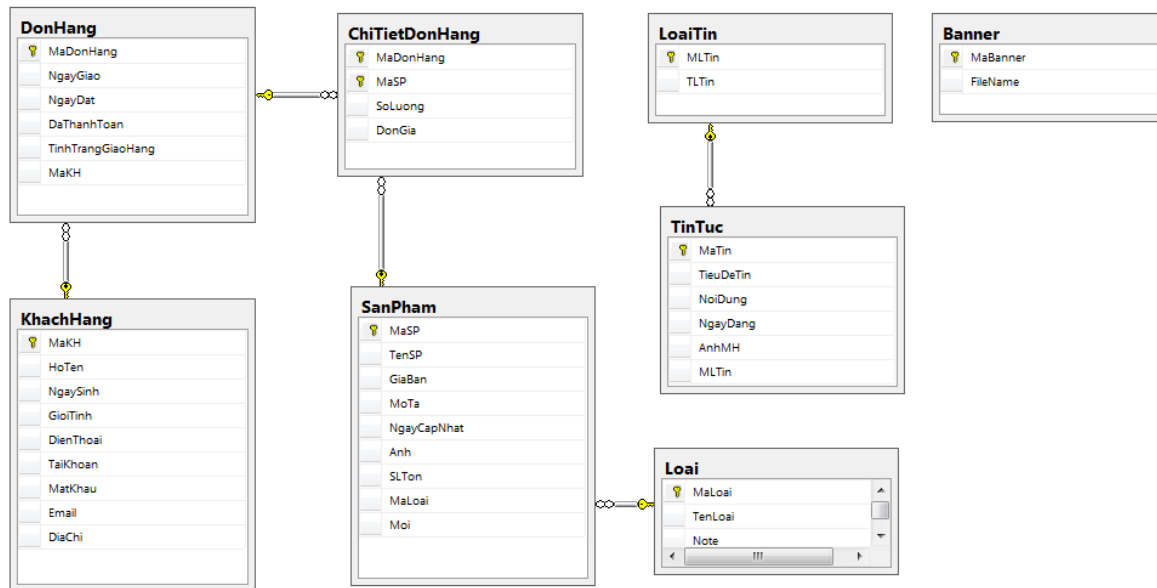 DonHang
MaDonHang
NgayGiao
NgayDat
DaThanhToan
TinhTrangGiaoHang
MaKH
ChiTietDonHang
MaDonHang
MaSP
SoLuong
DonGia
LoaiTin
MLTin
TLTin
Banner
MaBanner
FileName
KhachHang
MaKH
HoTen
NgaySinh
GioiTinh
DienThoai
TaiKhoan
MatKhau
Email
DiaChi
SanPham
MaSP
TenSP
GiaBan
MoTa
NgayCapNhat
Anh
SLTon
MaLoai
Moi
TinTuc
MaTin
TieuDeTin
NoiDung
NgayDang
AnhMH
MLTin
Loai
MaLoai
TenLoai
Note